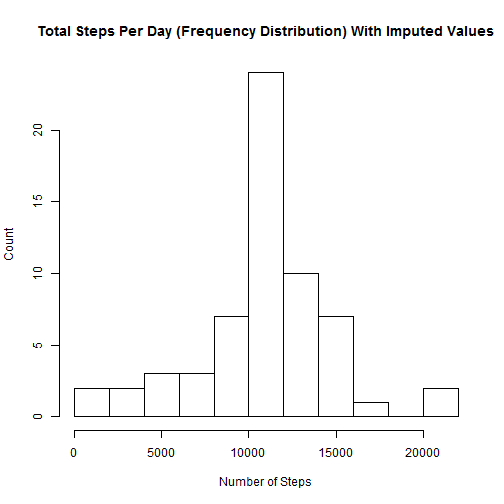 Total Steps Per Day (Frequency Distribution) With Imputed Values
20
15
10
5
0
Count
0 5000 10000 15000 20000
Number of Steps